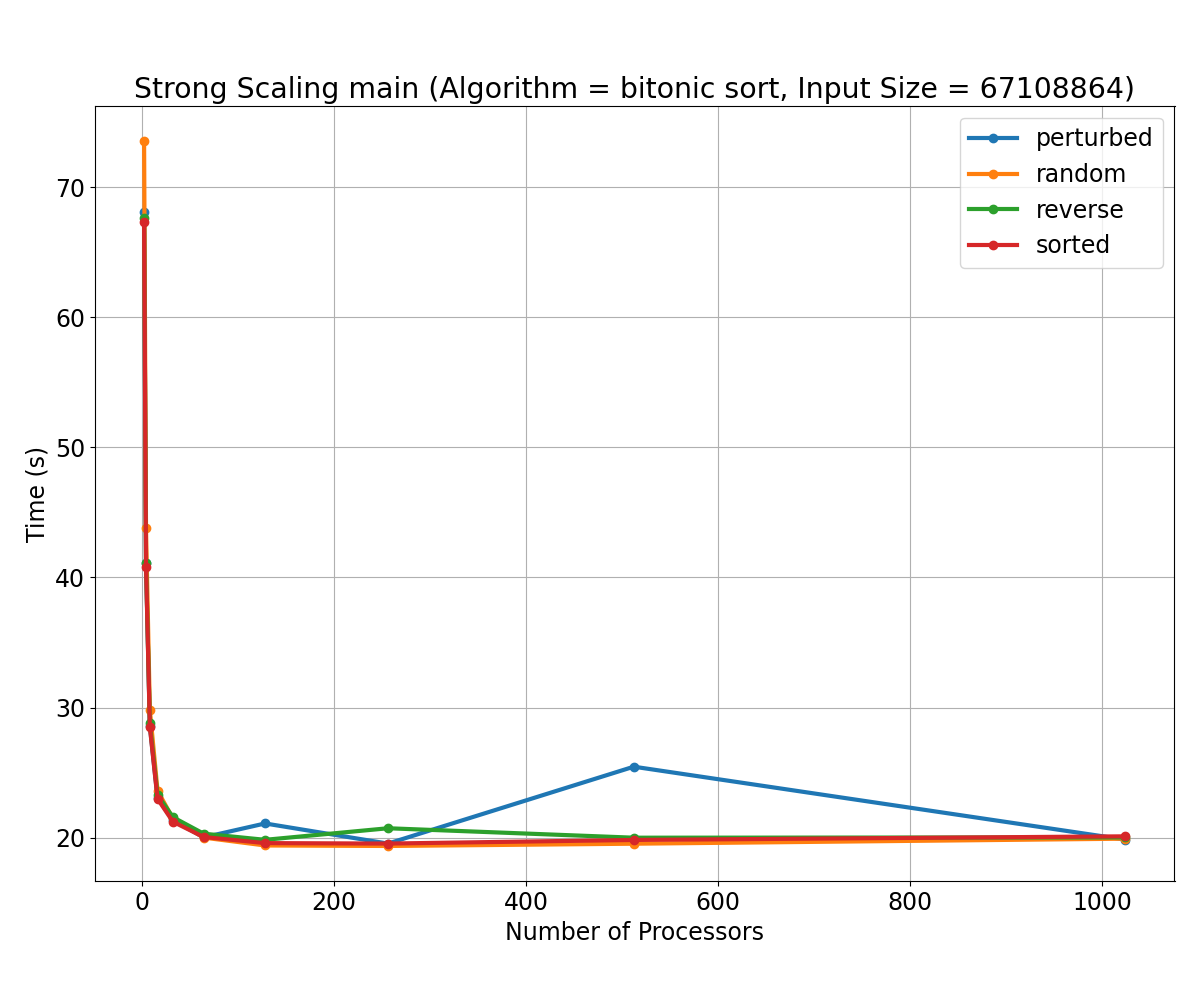 Strong Scaling main (Algorithm = bitonic sort, Input Size = 67108864)
perturbed
random
reverse
sorted
70
60
50
40
30
20
Time (s)
0 200 400 600 800 1000
Number of Processors